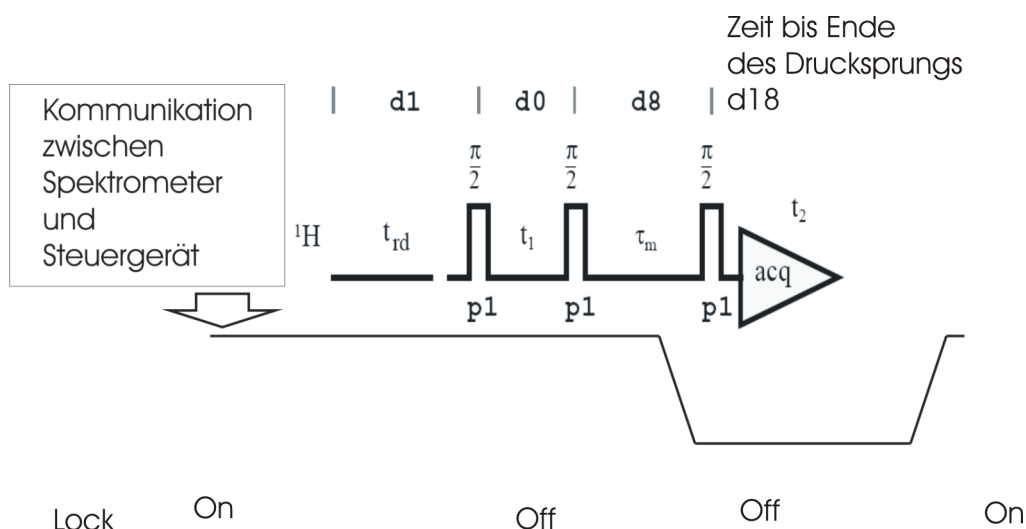 Zeit bis Ende
des Drucksprungs
d18
Kommunikation
zwischen
Spektrometer
und
Steuergerät
| d1 | d0 | d8 |
π/2 π/2 π/2
¹H t_rd t₁ τ_m t₂
acq
p1 p1 p1
Lock On Off Off On